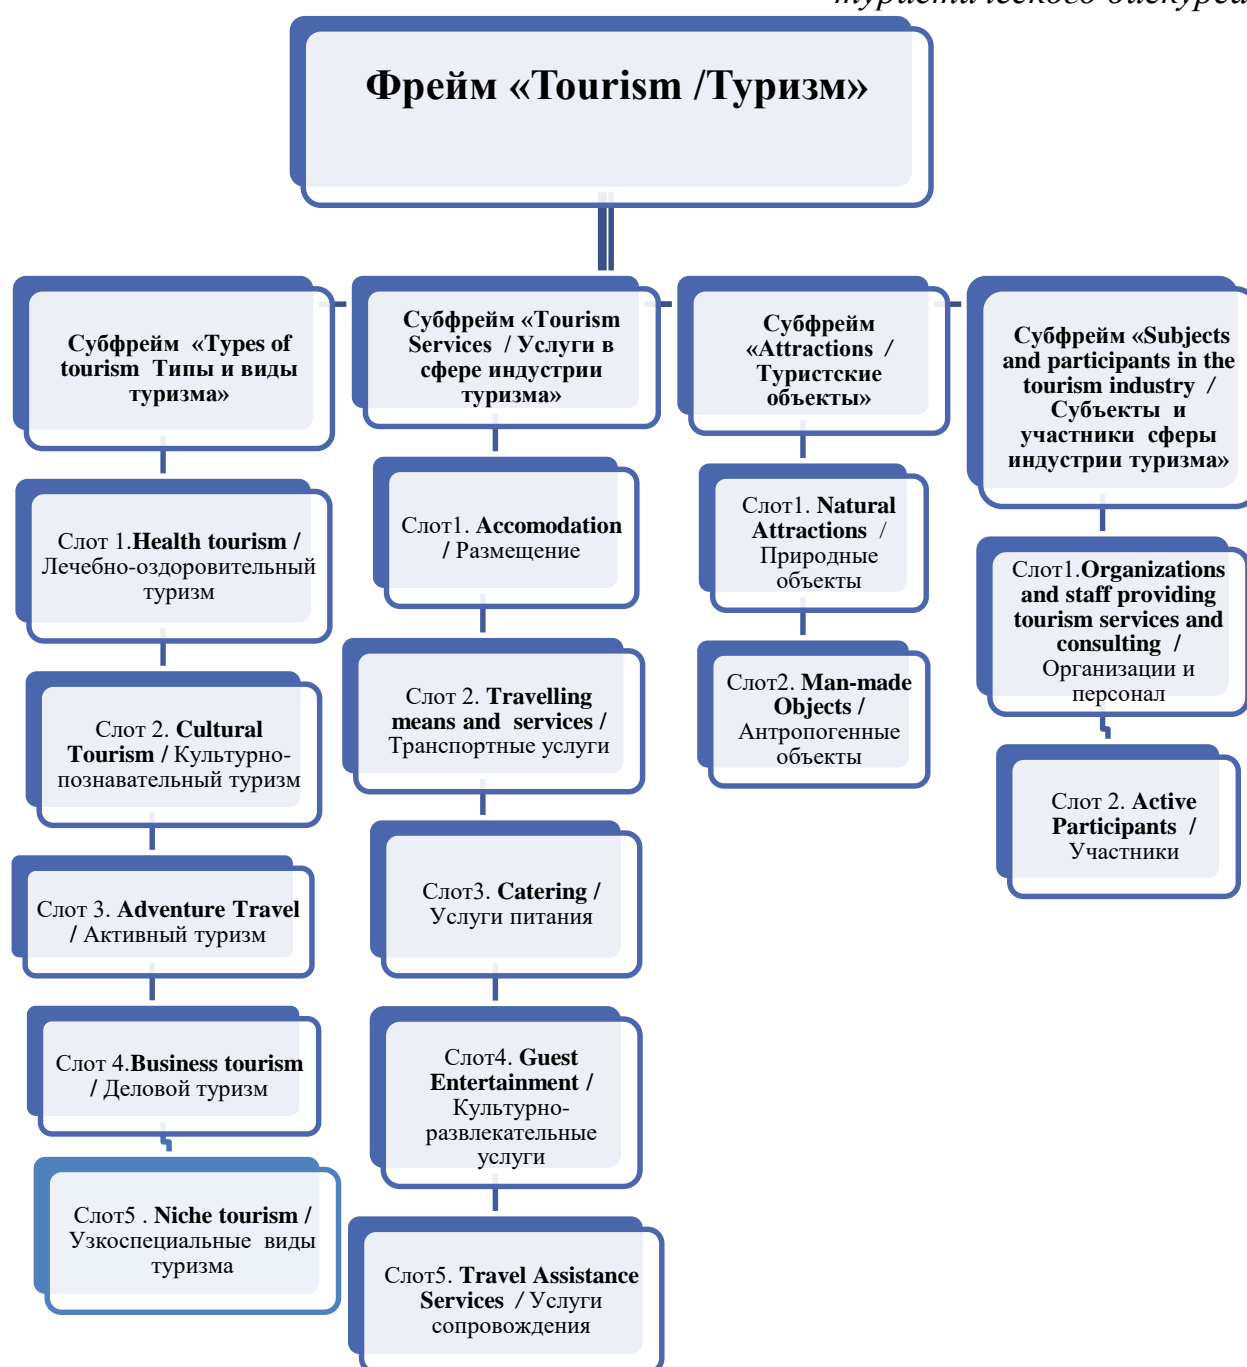 туристического дискурса
Фрейм «Tourism /Туризм»
Субфрейм «Types of
tourism Типы и виды
туризма»
Слот 1.Health tourism /
Лечебно-оздоровительный
туризм
Слот 2. Cultural
Tourism / Культурно-
познавательный туризм
Слот 3. Adventure Travel
/ Активный туризм
Слот 4.Business tourism
/ Деловой туризм
Слот5 . Niche tourism /
Узкоспециальные виды
туризма
Субфрейм «Tourism
Services / Услуги в
сфере индустрии
туризма»
Слот1. Accomodation
/ Размещение
Слот 2. Travelling
means and services /
Транспортные услуги
Слот3. Catering /
Услуги питания
Слот4. Guest
Entertainment /
Культурно-
развлекательные
услуги
Слот5. Travel Assistance
Services / Услуги
сопровождения
Субфрейм
«Attractions /
Туристские
объекты»
Слот1. Natural
Attractions /
Природные
объекты
Слот2. Man-made
Objects /
Антропогенные
объекты
Субфрейм «Subjects
and participants in the
tourism industry /
Субъекты и
участники сферы
индустрии туризма»
Слот1.Organizations
and staff providing
tourism services and
consulting /
Организации и
персонал
Слот 2. Active
Participants /
Участники